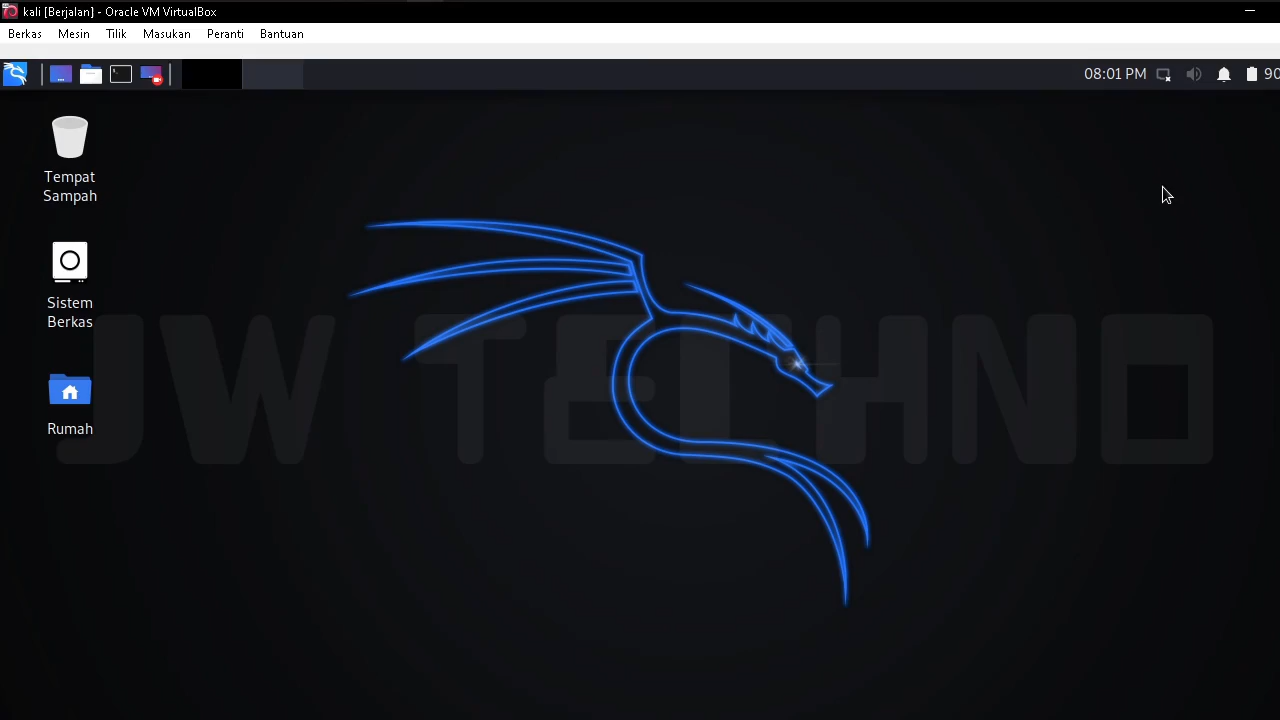 kali [Berjalan] - Oracle VM VirtualBox
Berkas Mesin Tilik Masukan Peranti Bantuan
08:01 PM 90
Tempat
Sampah
Sistem
Berkas
Rumah
JW TECHNO